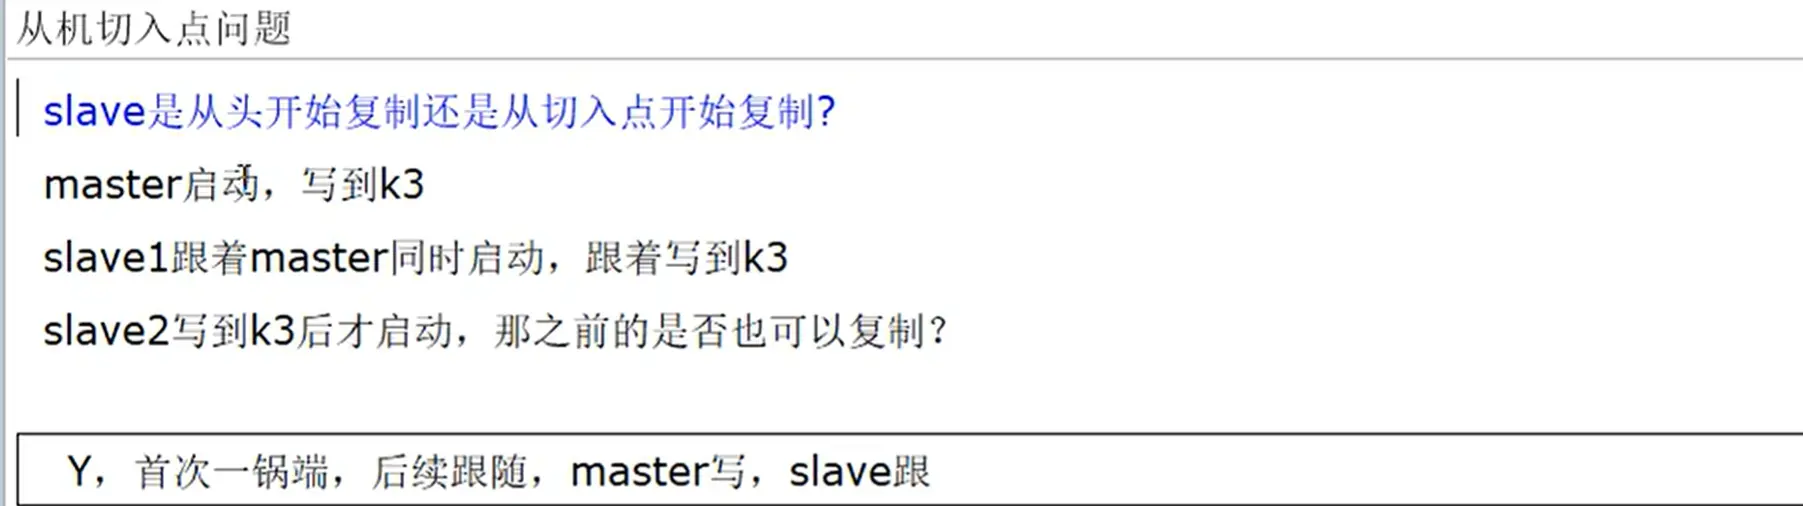 从机切入点问题
slave是从头开始复制还是从切入点开始复制?
master启动，写到k3
slave1跟着master同时启动，跟着写到k3
slave2写到k3后才启动，那之前的是否也可以复制？
Y，首次一锅端，后续跟随，master写，slave跟